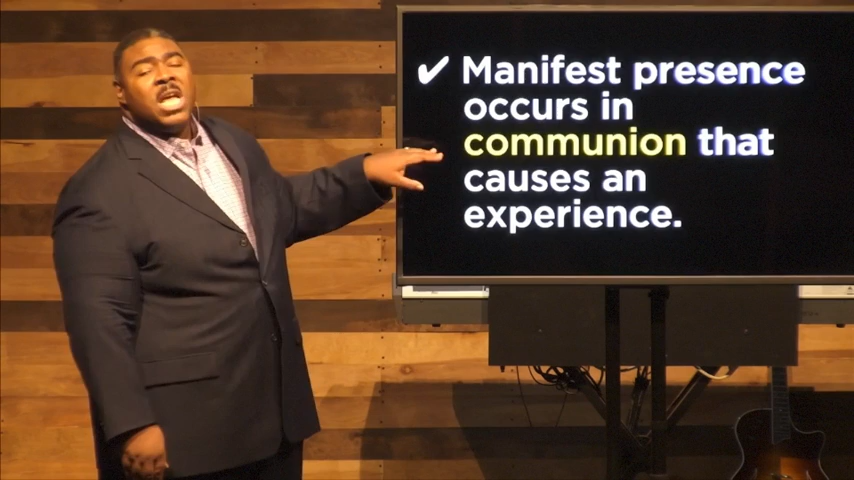 ✔ Manifest presence
occurs in
communion that
causes an
experience.